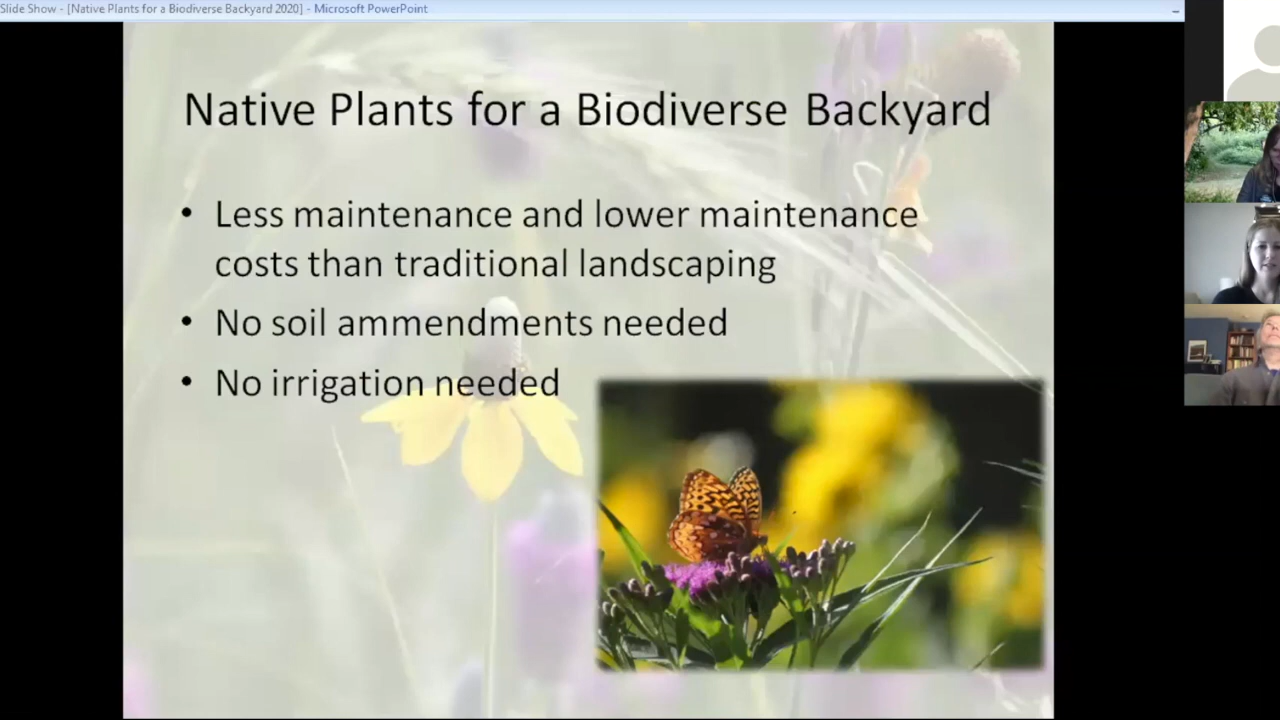 Slide Show - [Native Plants for a Biodiverse Backyard 2020] - Microsoft PowerPoint
Native Plants for a Biodiverse Backyard
• Less maintenance and lower maintenance
costs than traditional landscaping
• No soil ammendments needed
• No irrigation needed